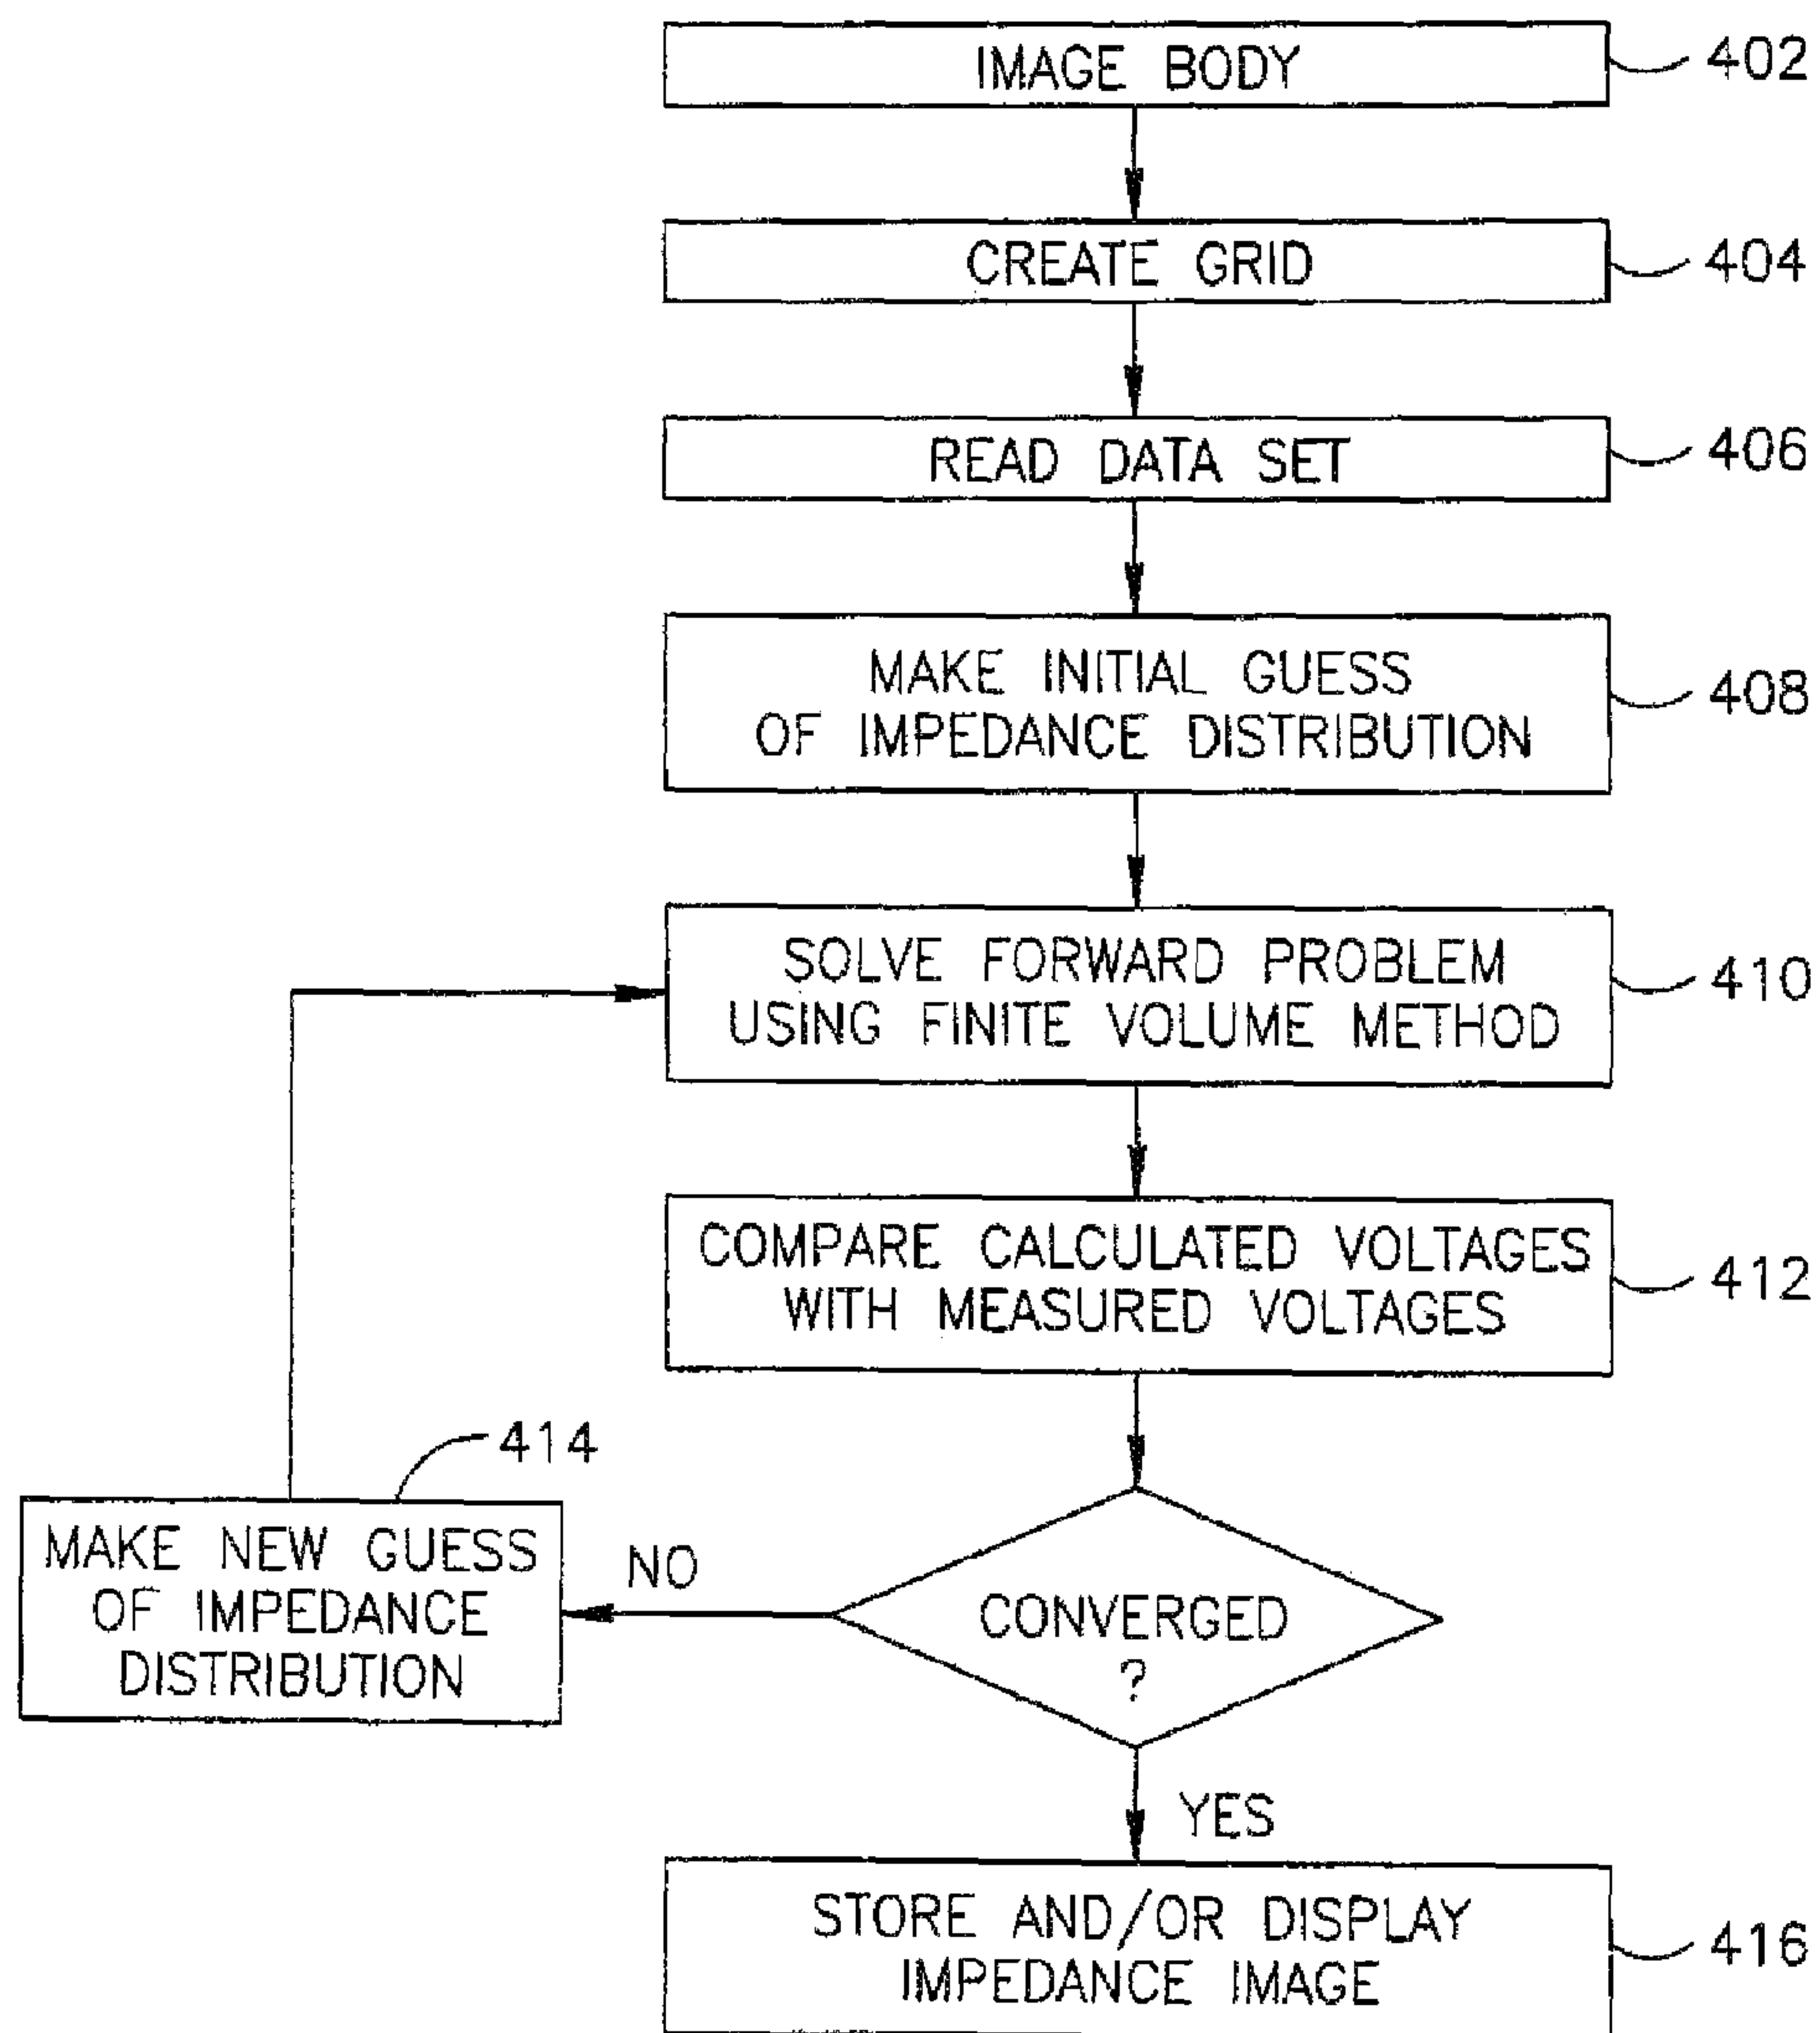 IMAGE BODY
402
CREATE GRID
404
READ DATA SET
406
MAKE INITIAL GUESS
OF IMPEDANCE DISTRIBUTION
408
SOLVE FORWARD PROBLEM
USING FINITE VOLUME METHOD
410
COMPARE CALCULATED VOLTAGES
WITH MEASURED VOLTAGES
412
414
MAKE NEW GUESS
OF IMPEDANCE
DISTRIBUTION
NO
CONVERGED
?
YES
STORE AND/OR DISPLAY
IMPEDANCE IMAGE
416